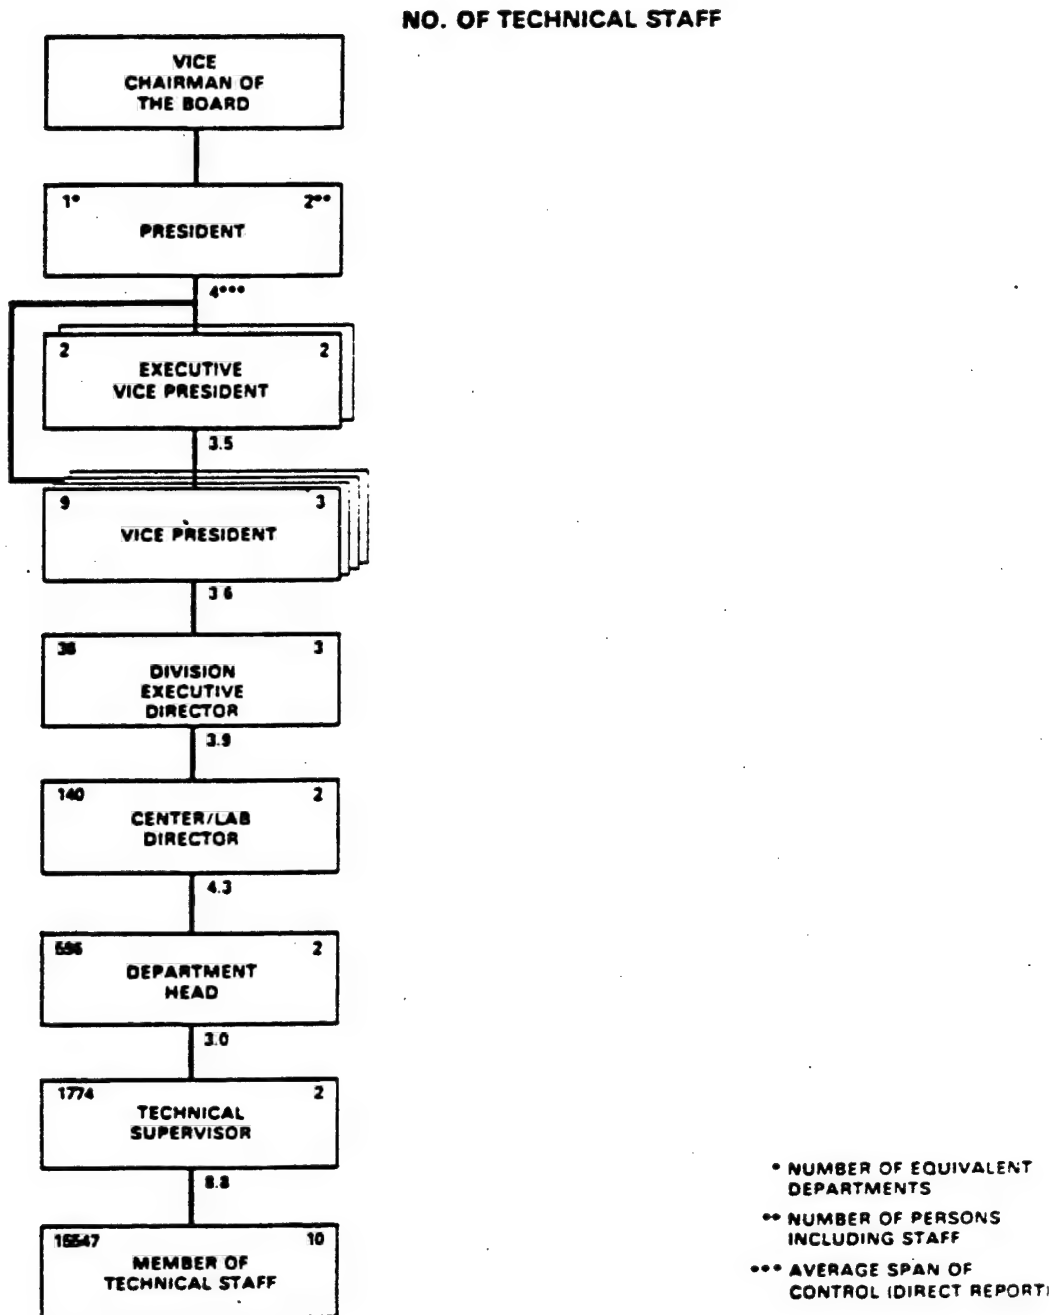 NO. OF TECHNICAL STAFF
VICE
CHAIRMAN OF
THE BOARD
1* 2**
PRESIDENT
4***
2 2
EXECUTIVE
VICE PRESIDENT
3.5
9 3
VICE PRESIDENT
3 6
3
DIVISION
EXECUTIVE
DIRECTOR
3.9
140 2
CENTER/LAB
DIRECTOR
4.3
2
DEPARTMENT
HEAD
3.0
1774 2
TECHNICAL
SUPERVISOR
8.8
15547 10
MEMBER OF
TECHNICAL STAFF
* NUMBER OF EQUIVALENT
DEPARTMENTS
** NUMBER OF PERSONS
INCLUDING STAFF
*** AVERAGE SPAN OF
CONTROL (DIRECT REPORT)